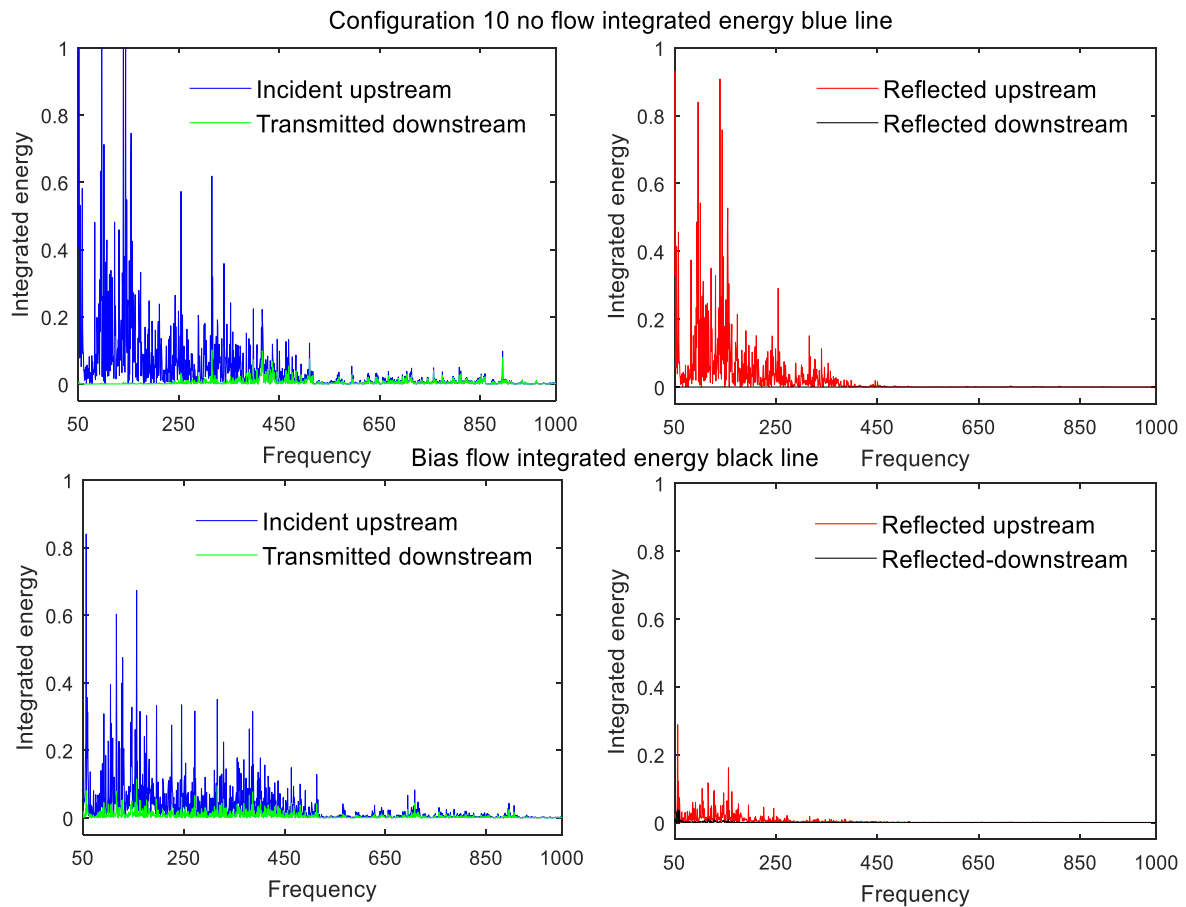 Configuration 10 no flow integrated energy blue line
1
0.8
0.6
0.4
0.2
0
Integrated energy
Incident upstream
Transmitted downstream
50 250 450 650 850 1000
Frequency
1
0.8
0.6
0.4
0.2
0
Integrated energy
Reflected upstream
Reflected downstream
50 250 450 650 850 1000
Frequency
Bias flow integrated energy black line
1
0.8
0.6
0.4
0.2
0
Integrated energy
Incident upstream
Transmitted downstream
50 250 450 650 850 1000
Frequency
1
0.8
0.6
0.4
0.2
0
Integrated energy
Reflected upstream
Reflected-downstream
50 250 450 650 850 1000
Frequency